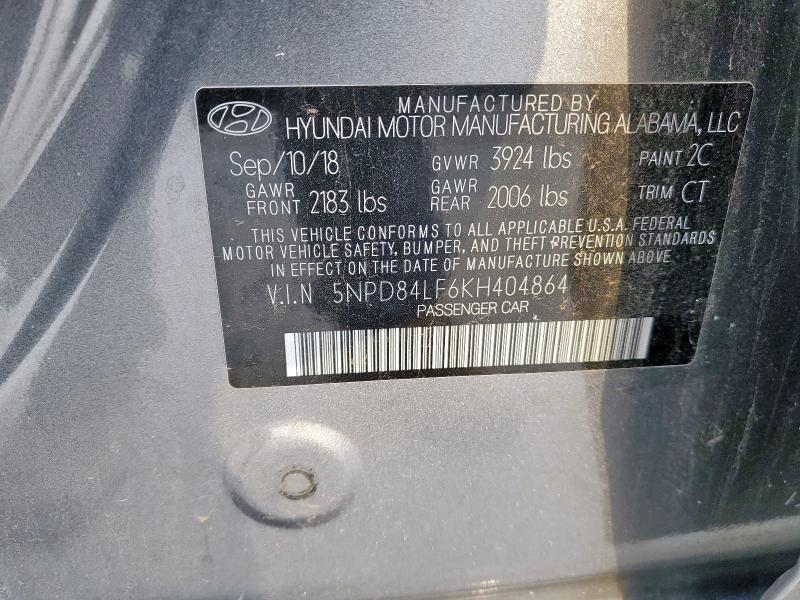 MANUFACTURED BY
HYUNDAI MOTOR MANUFACTURING ALABAMA, LLC
Sep/10/18 GVWR 3924 lbs PAINT 2C
GAWR FRONT 2183 lbs GAWR REAR 2006 lbs TRIM CT
THIS VEHICLE CONFORMS TO ALL APPLICABLE U.S.A. FEDERAL
MOTOR VEHICLE SAFETY, BUMPER, AND THEFT PREVENTION STANDARDS
IN EFFECT ON THE DATE OF MANUFACTURE SHOWN ABOVE
V.I.N 5NPD84LF6KH404864
PASSENGER CAR